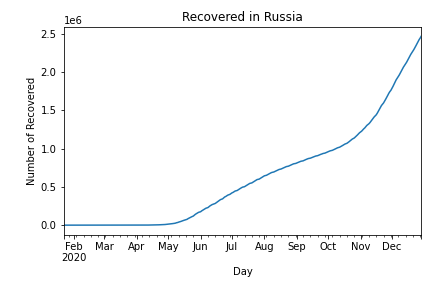 Recovered in Russia
1e6
2.5
2.0
1.5
1.0
0.5
0.0
Number of Recovered
Feb Mar Apr May Jun Jul Aug Sep Oct Nov Dec
2020
Day